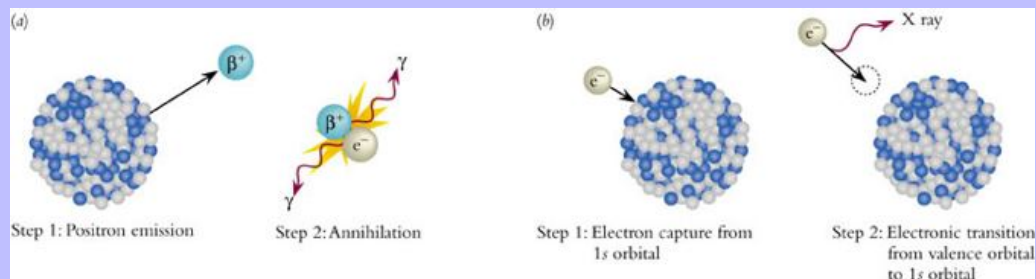 (a)
β⁺
γ
β⁺
e⁻
γ
Step 1: Positron emission
Step 2: Annihilation
(b)
e⁻
e⁻
X ray
Step 1: Electron capture from
1s orbital
Step 2: Electronic transition
from valence orbital
to 1s orbital